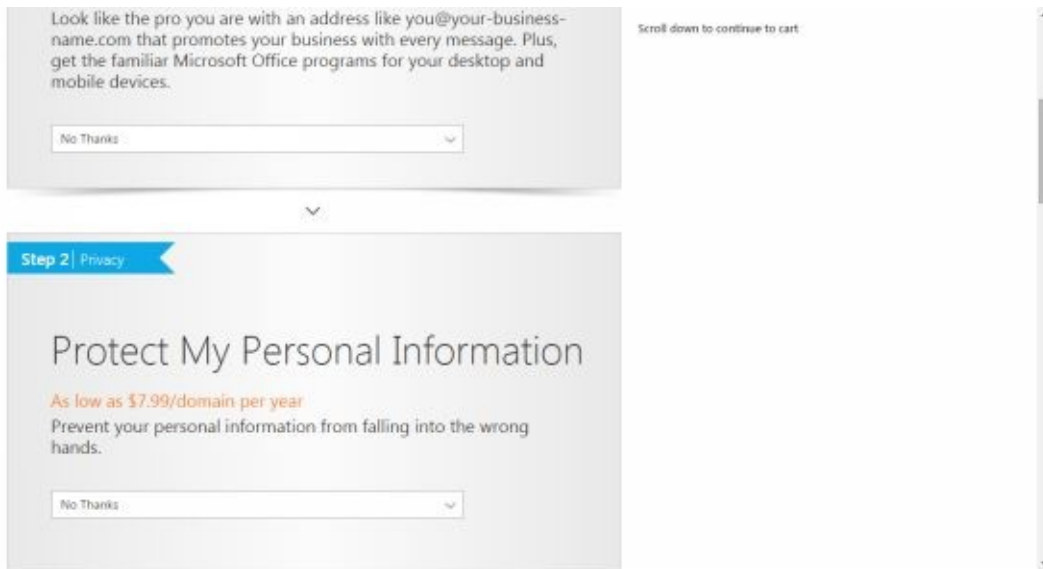 Look like the pro you are with an address like you@your-business-
name.com that promotes your business with every message. Plus,
get the familiar Microsoft Office programs for your desktop and
mobile devices.
Scroll down to continue to cart
No Thanks
Step 2 | Privacy
Protect My Personal Information
As low as $7.99/domain per year
Prevent your personal information from falling into the wrong
hands.
No Thanks